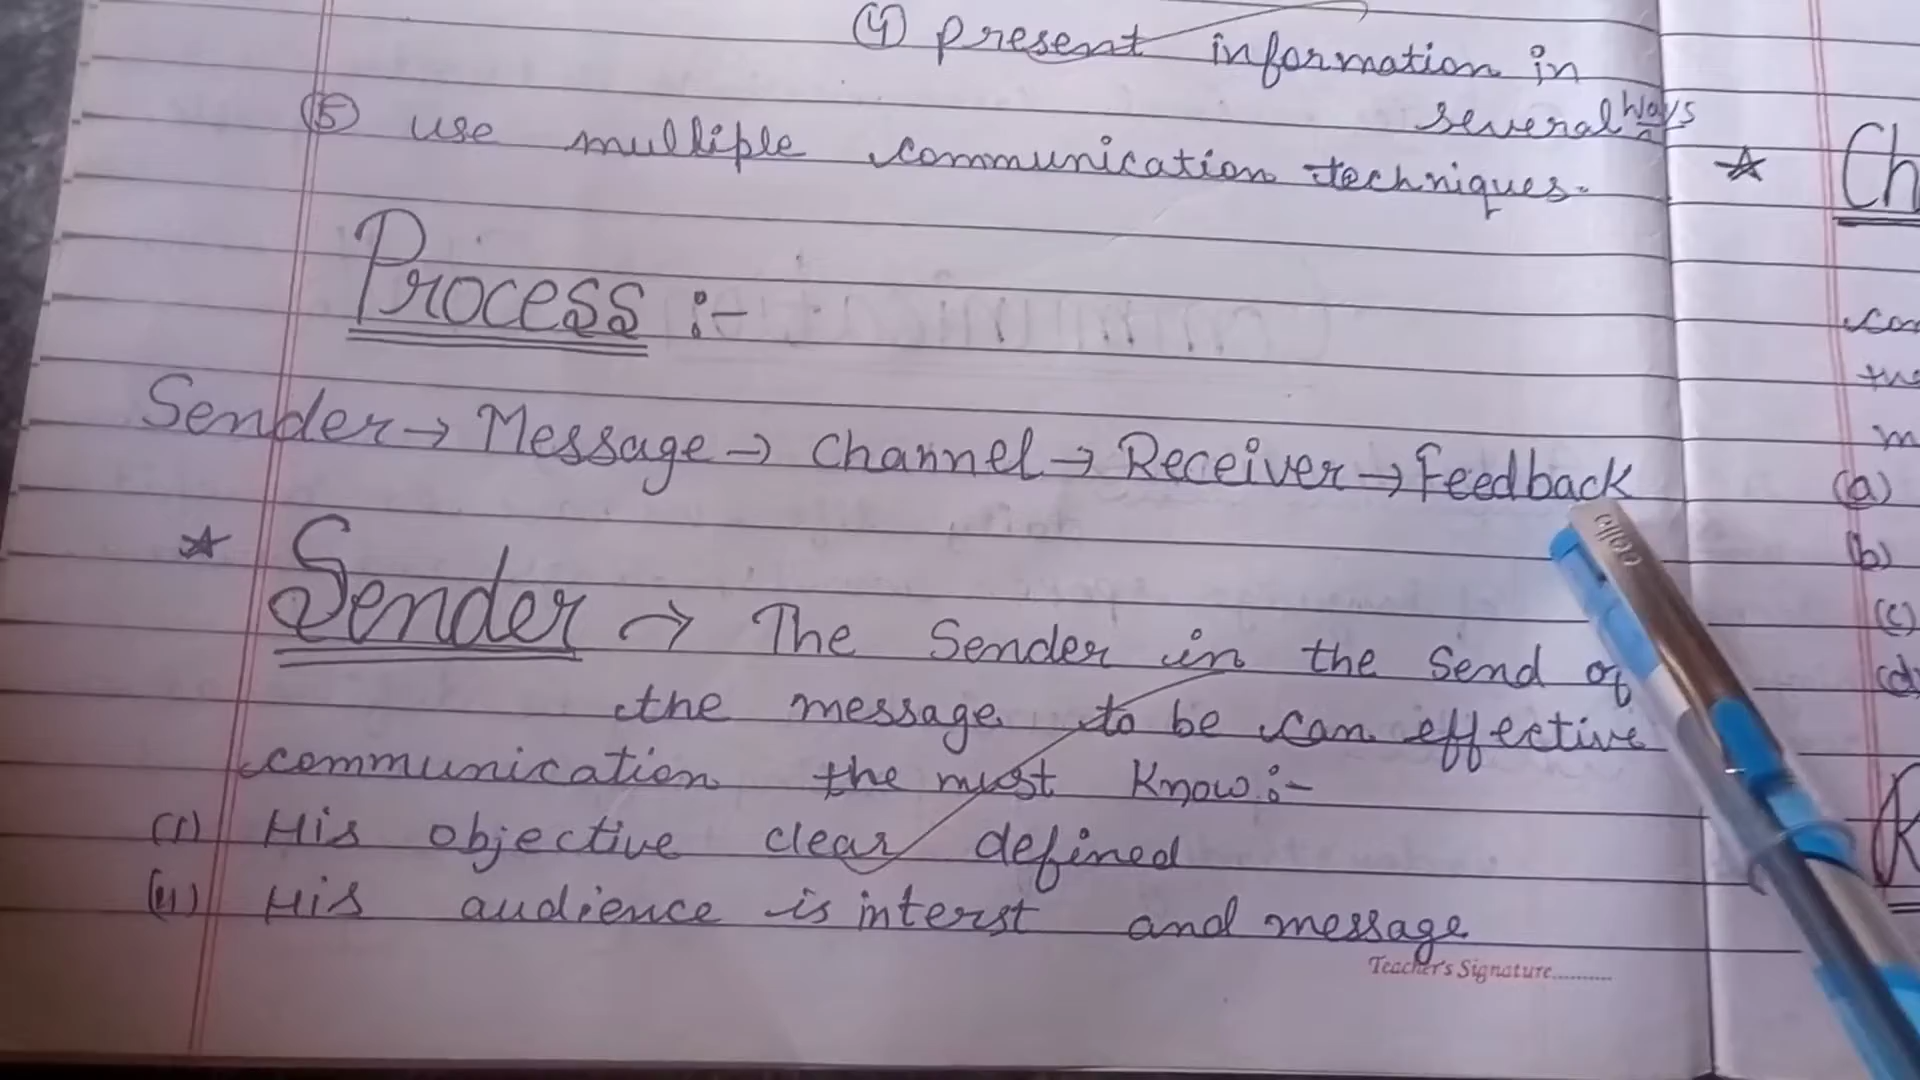 (4) present information in
several ways
(5) use multiple communication techniques.
Process :-
Sender → Message → Channel → Receiver → Feedback
☆ Sender → The Sender in the Send of
the message to be can effective
communication the must Know :-
(i) His objective clear defined
(ii) His audience is interst and message
Teacher's Signature..........
☆ Ch
(a)
(b)
(c)
(d)